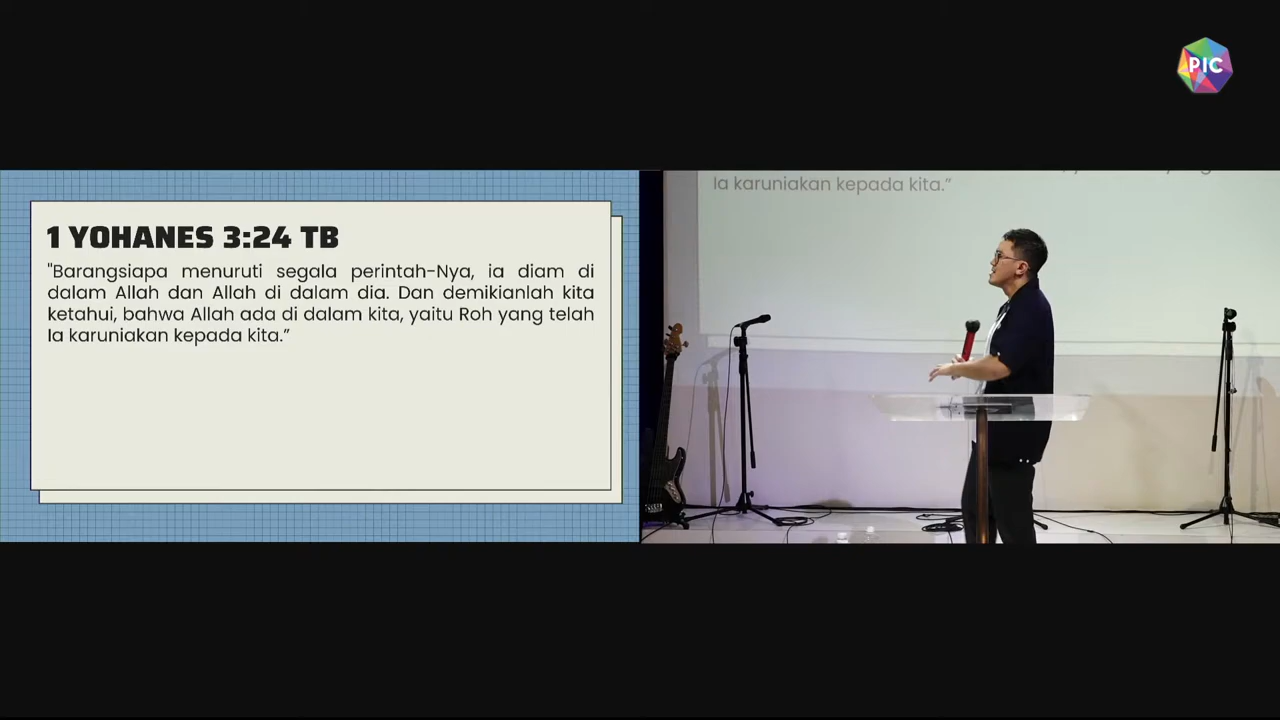 PIC
1 YOHANES 3:24 TB
"Barangsiapa menuruti segala perintah-Nya, ia diam di
dalam Allah dan Allah di dalam dia. Dan demikianlah kita
ketahui, bahwa Allah ada di dalam kita, yaitu Roh yang telah
Ia karuniakan kepada kita.”
Ia karuniakan kepada kita.”